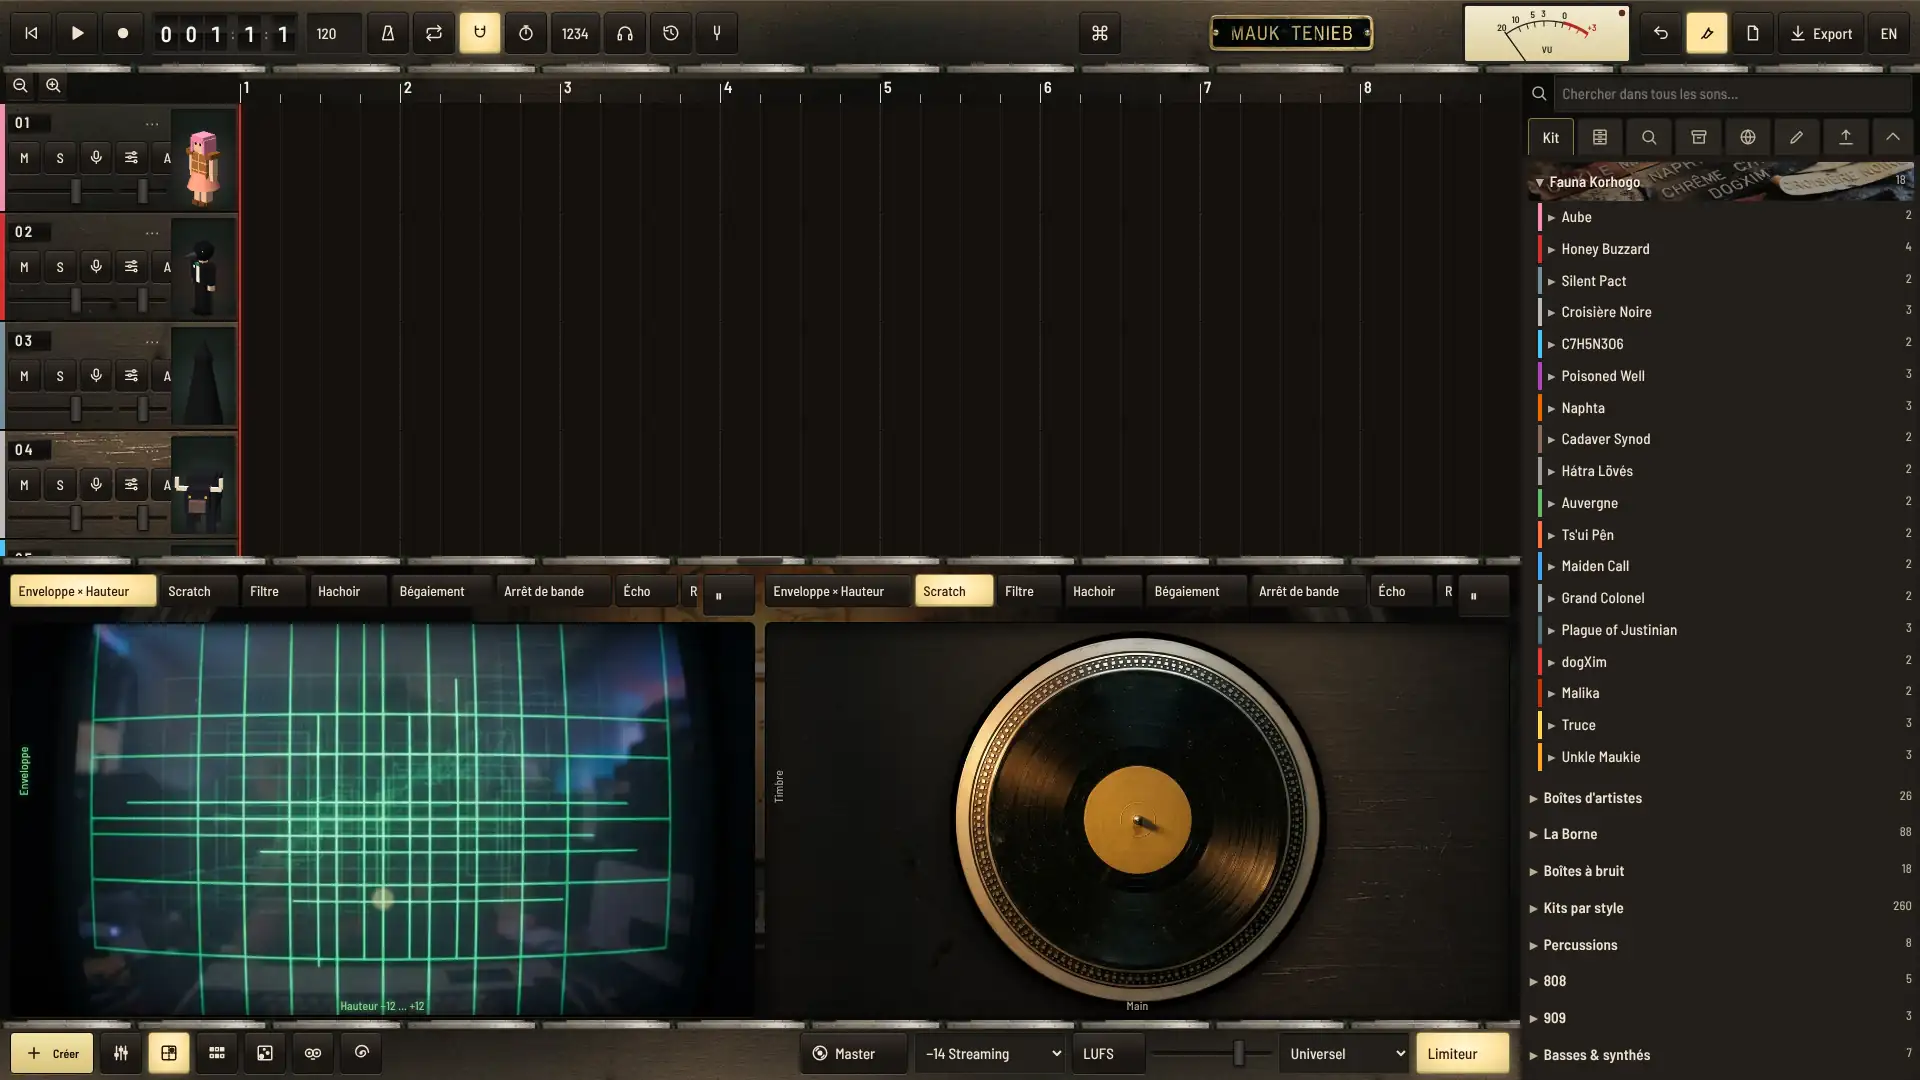 0 0 1 : 1 : 1
120
1234
MAUK TENIEB
20 10 5 3 0 +3
VU
Export
EN
1 2 3 4 5 6 7 8
Chercher dans tous les sons...
Kit
Fauna Korhogo 18
Aube 2
Honey Buzzard 4
Silent Pact 2
Croisière Noire 3
C7H5N3O6 2
Poisoned Well 3
Naphta 3
Cadaver Synod 2
Hátra Lövés 2
Auvergne 2
Ts'ui Pên 2
Maiden Call 2
Grand Colonel 2
Plague of Justinian 3
dogXim 2
Malika 2
Truce 3
Unkle Maukie 3
Boîtes d'artistes 26
La Borne 88
Boîtes à bruit 18
Kits par style 260
Percussions 8
808 5
909 3
Basses & synthés 7
01
M S A
02
M S A
03
M S A
04
M S A
Enveloppe × Hauteur Scratch Filtre Hachoir Bégaiement Arrêt de bande Écho R
Enveloppe × Hauteur Scratch Filtre Hachoir Bégaiement Arrêt de bande Écho R
Enveloppe
Hauteur −12 ... +12
Timbre
Main
Créer
Master
−14 Streaming
LUFS
Universel
Limiteur